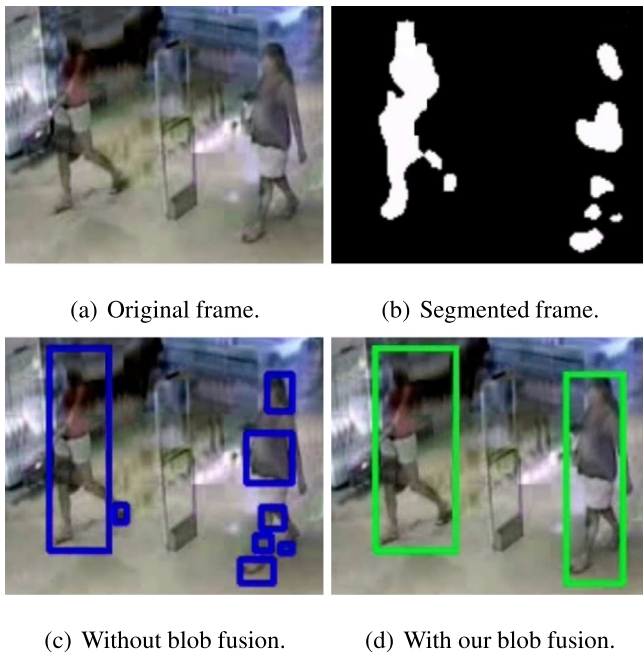 (a) Original frame.
(b) Segmented frame.
(c) Without blob fusion.
(d) With our blob fusion.